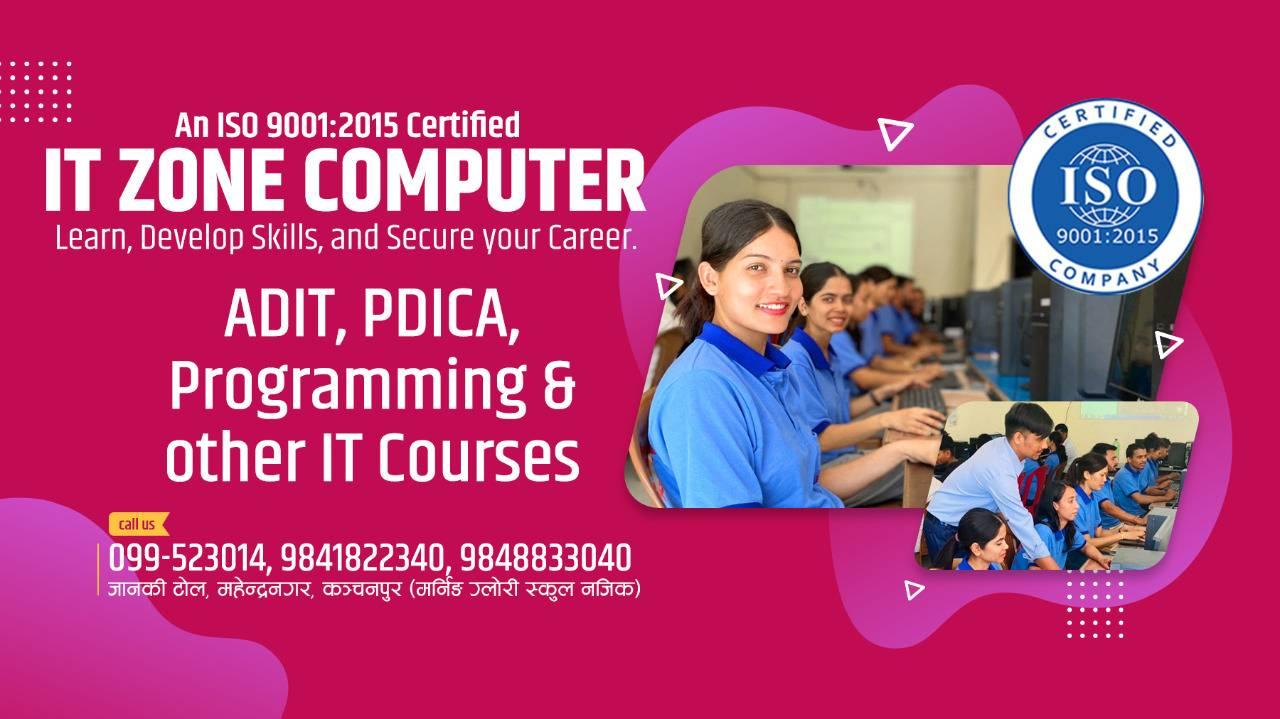 An ISO 9001:2015 Certified
IT ZONE COMPUTER
Learn, Develop Skills, and Secure your Career.
ADIT, PDICA,
Programming &
other IT Courses
call us
099-523014, 9841822340, 9848833040
जानकी टोल, महेन्द्रनगर, कञ्चनपुर (मर्निङ ग्लोरी स्कुल नजिक)
CERTIFIED
ISO
9001:2015
COMPANY